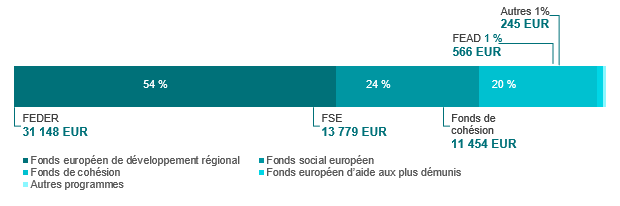 Autres 1%
245 EUR
FEAD 1 %
566 EUR
54 %
24 %
20 %
FEDER
31 148 EUR
FSE
13 779 EUR
Fonds de
cohésion
11 454 EUR
Fonds européen de développement régional
Fonds social européen
Fonds de cohésion
Fonds européen d'aide aux plus démunis
Autres programmes